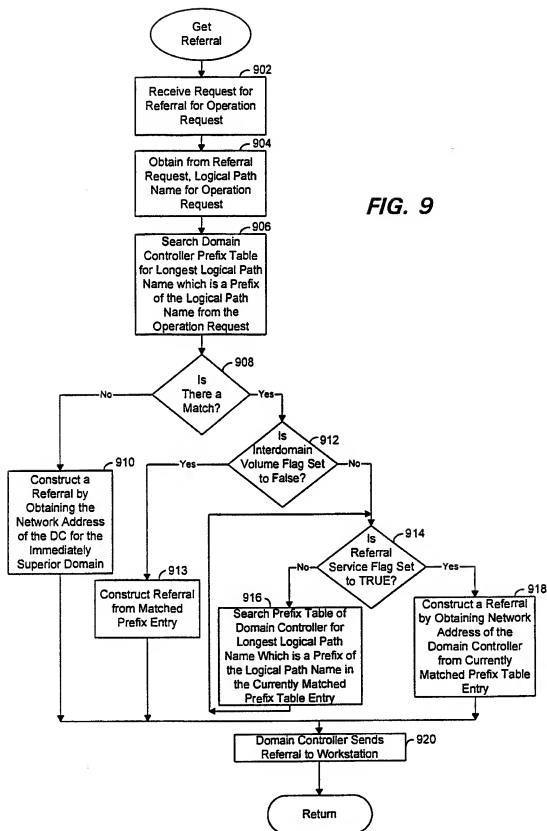 Get
Referral
902
Receive Request for
Referral for Operation
Request
904
Obtain from Referral
Request, Logical Path
Name for Operation
Request
FIG. 9
906
Search Domain
Controller Prefix Table
for Longest Logical Path
Name which is a Prefix
of the Logical Path
Name from the
Operation Request
908
Is
There a
Match?
No
Yes
912
Is
Interdomain
Volume Flag Set
to False?
Yes
No
910
Construct a
Referral by
Obtaining the
Network Address
of the DC for the
Immediately
Superior Domain
914
Is
Referral
Service Flag Set
to TRUE?
No
Yes
913
Construct Referral
from Matched
Prefix Entry
916
Search Prefix Table of
Domain Controller for
Longest Logical Path
Name Which is a Prefix of
the Logical Path Name in
the Currently Matched
Prefix Table Entry
918
Construct a Referral
by Obtaining Network
Address of the
Domain Controller
from Currently
Matched Prefix Table
Entry
920
Domain Controller Sends
Referral to Workstation
Return